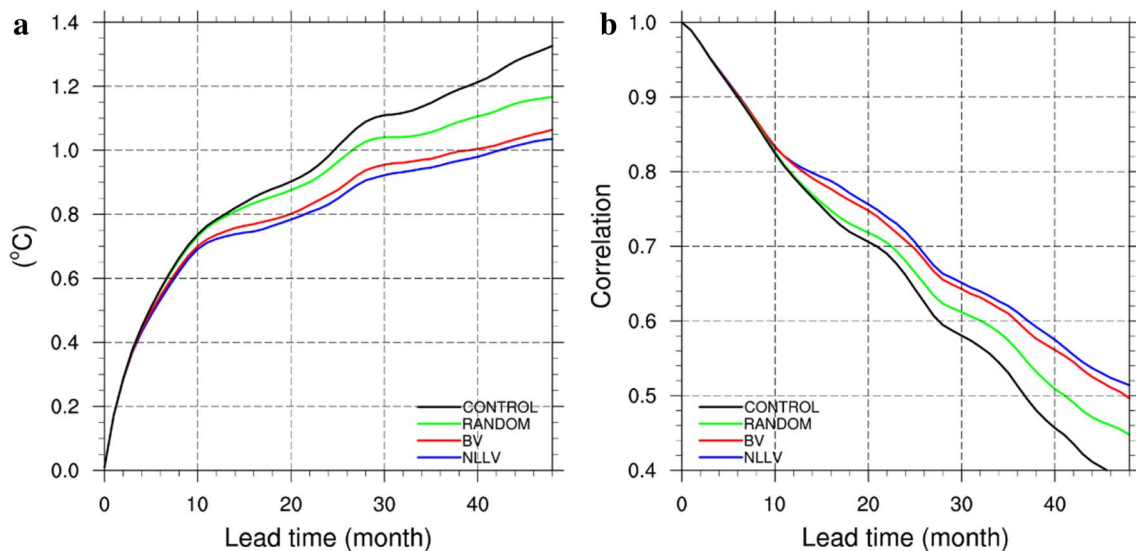 a
1.4
1.2
1.0
0.8
0.6
0.4
0.2
0.0
(°C)
CONTROL
RANDOM
BV
NLLV
0 10 20 30 40
Lead time (month)
b
1.0
0.9
0.8
0.7
0.6
0.5
0.4
Correlation
CONTROL
RANDOM
BV
NLLV
0 10 20 30 40
Lead time (month)